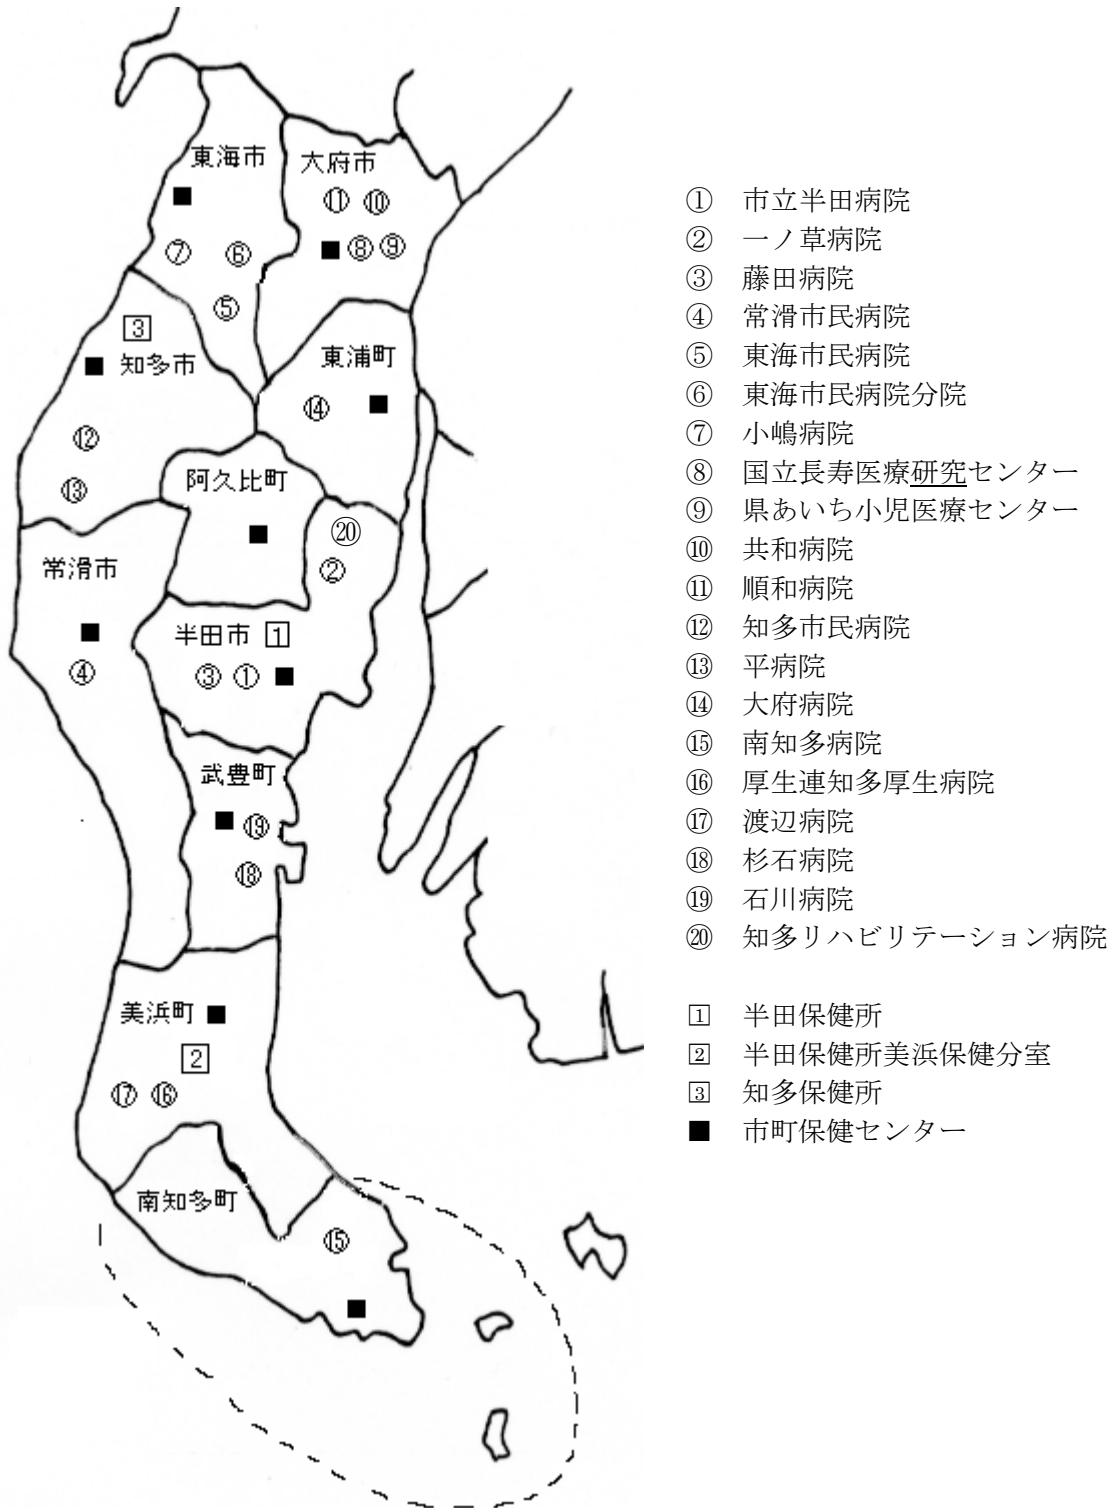 東海市
大府市
⑪ ⑩
■
⑦ ⑥
■ ⑧ ⑨
⑤
3
東浦町
■ 知多市
⑭ ■
⑫
阿久比町
⑬
■
⑳
常滑市
②
■
半田市 1
④
③ ① ■
武豊町
■ ⑲
⑱
美浜町 ■
2
⑰ ⑯
南知多町
⑮
■
① 市立半田病院
② 一ノ草病院
③ 藤田病院
④ 常滑市民病院
⑤ 東海市民病院
⑥ 東海市民病院分院
⑦ 小嶋病院
⑧ 国立長寿医療研究センター
⑨ 県あいち小児医療センター
⑩ 共和病院
⑪ 順和病院
⑫ 知多市民病院
⑬ 平病院
⑭ 大府病院
⑮ 南知多病院
⑯ 厚生連知多厚生病院
⑰ 渡辺病院
⑱ 杉石病院
⑲ 石川病院
⑳ 知多リハビリテーション病院
1 半田保健所
2 半田保健所美浜保健分室
3 知多保健所
■ 市町保健センター